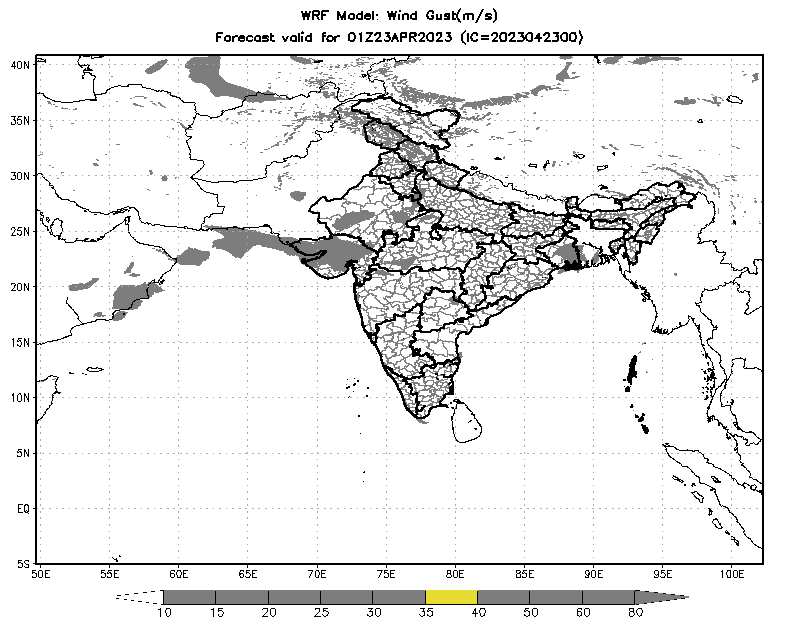 WRF Model: Wind Gust(m/s)
Forecast valid for 01Z23APR2023 (IC=2023042300)
40N
35N
30N
25N
20N
15N
10N
5N
EQ
5S
50E 55E 60E 65E 70E 75E 80E 85E 90E 95E 100E
10 15 20 25 30 35 40 50 60 80